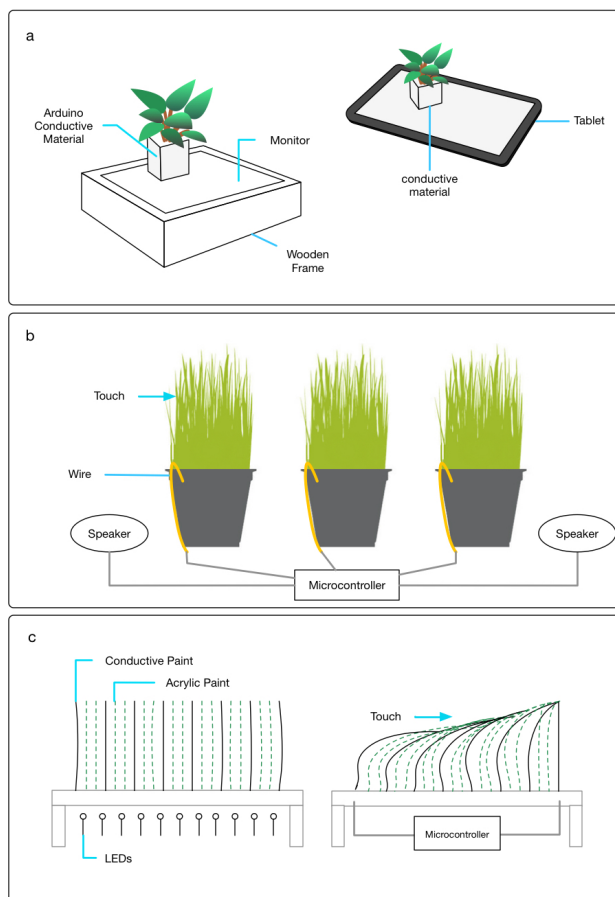 a
Arduino
Conductive
Material
Monitor
Wooden
Frame
Tablet
conductive
material
b
Touch
Wire
Speaker
Speaker
Microcontroller
c
Conductive Paint
Acrylic Paint
Touch
Microcontroller
LEDs